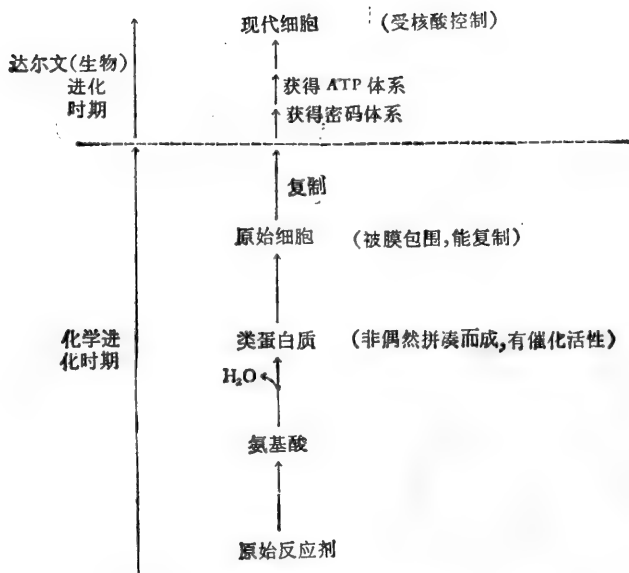 现代细胞 (受核酸控制)
达尔文(生物)
进化
时期
获得 ATP 体系
获得密码体系
复制
原始细胞 (被膜包围,能复制)
化学进
化时期
类蛋白质 (非偶然拼凑而成,有催化活性)
H₂O
氨基酸
原始反应剂